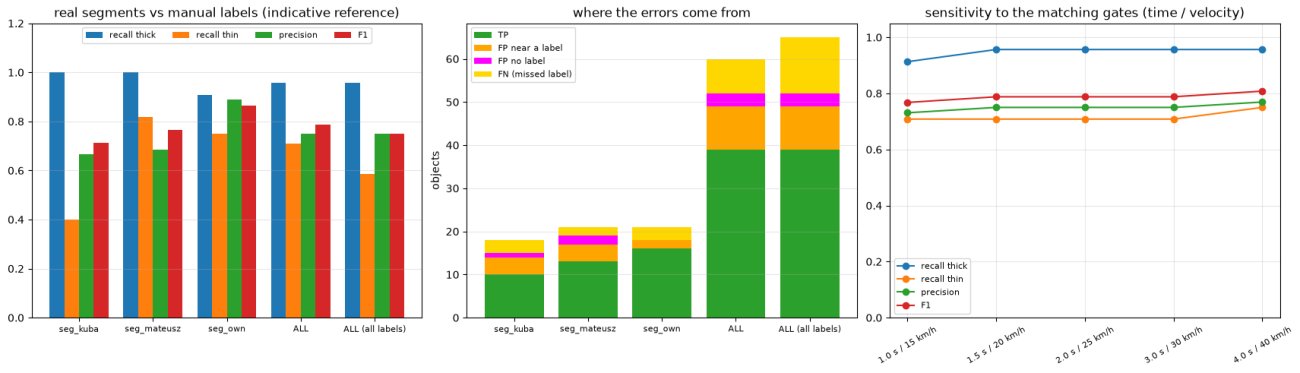 real segments vs manual labels (indicative reference)
recall thick
recall thin
precision
F1
1.2
1.0
0.8
0.6
0.4
0.2
0.0
seg_kuba
seg_mateusz
seg_own
ALL
ALL (all labels)
where the errors come from
TP
FP near a label
FP no label
FN (missed label)
objects
60
50
40
30
20
10
0
seg_kuba
seg_mateusz
seg_own
ALL
ALL (all labels)
sensitivity to the matching gates (time / velocity)
1.0
0.8
0.6
0.4
0.2
0.0
recall thick
recall thin
precision
F1
1.0 s / 15 km/h
1.5 s / 20 km/h
2.0 s / 25 km/h
3.0 s / 30 km/h
4.0 s / 40 km/h